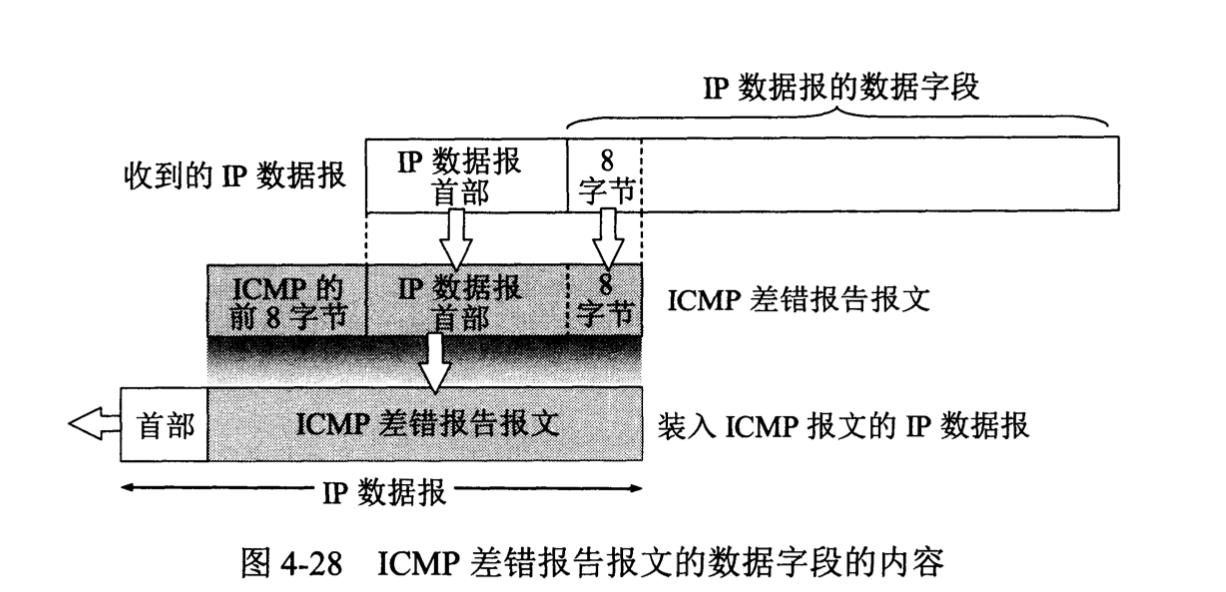 IP 数据报的数据字段
收到的 IP 数据报
IP 数据报
首部
8
字节
ICMP 的
前 8 字节
IP 数据报
首部
8
字节
ICMP 差错报告报文
首部
ICMP 差错报告报文
装入 ICMP 报文的 IP 数据报
IP 数据报
图 4-28 ICMP 差错报告报文的数据字段的内容